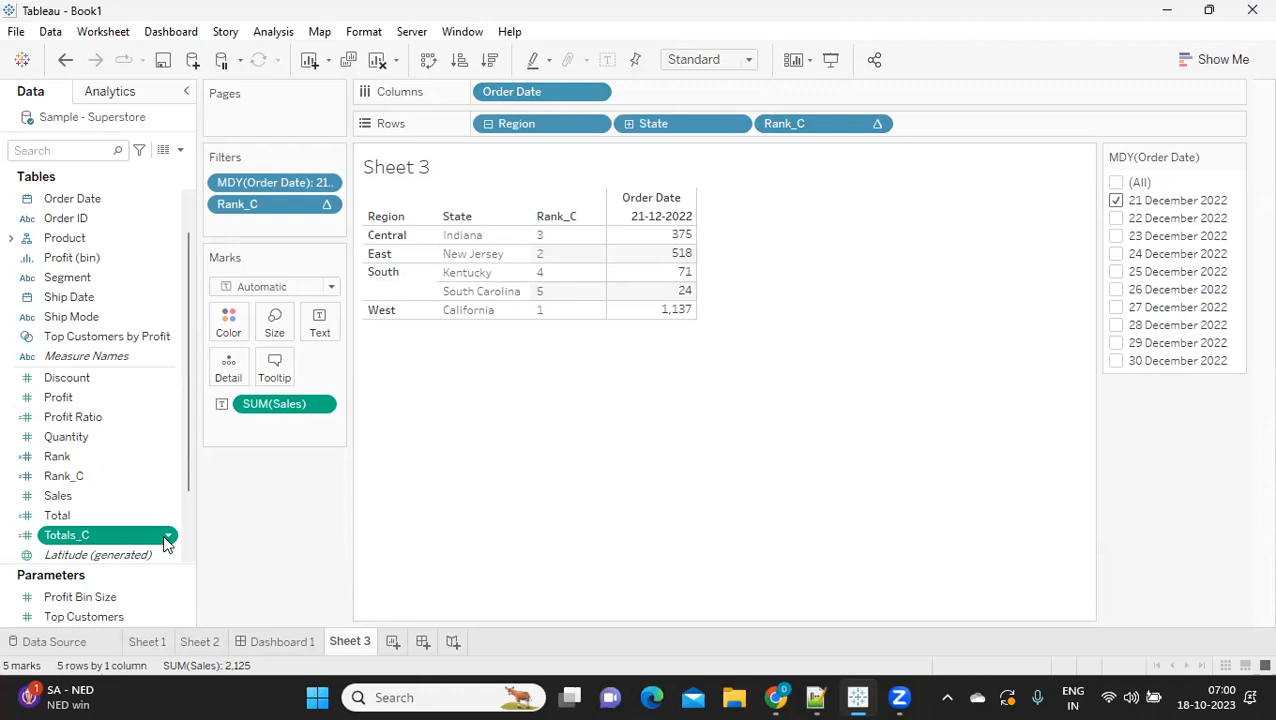 Tableau - Book1
File Data Worksheet Dashboard Story Analysis Map Format Server Window Help
Standard
Show Me
Data Analytics
Sample - Superstore
Search
Tables
Order Date
Order ID
Product
Profit (bin)
Segment
Ship Date
Ship Mode
Top Customers by Profit
Measure Names
Discount
Profit
Profit Ratio
Quantity
Rank
Rank_C
Sales
Total
Totals_C
Latitude (generated)
Parameters
Profit Bin Size
Top Customers
Pages
Filters
MDY(Order Date): 21..
Rank_C
Marks
Automatic
Color Size Text
Detail Tooltip
SUM(Sales)
Columns Order Date
Rows Region State Rank_C
Sheet 3
Order Date
Region State Rank_C 21-12-2022
Central Indiana 3 375
East New Jersey 2 518
South Kentucky 4 71
South Carolina 5 24
West California 1 1,137
MDY(Order Date)
(All)
21 December 2022
22 December 2022
23 December 2022
24 December 2022
25 December 2022
26 December 2022
27 December 2022
28 December 2022
29 December 2022
30 December 2022
Data Source Sheet 1 Sheet 2 Dashboard 1 Sheet 3
5 marks 5 rows by 1 column SUM(Sales): 2,125
1 SA - NED
NED win
Search
ENG
IN
07:00
18-10-2023